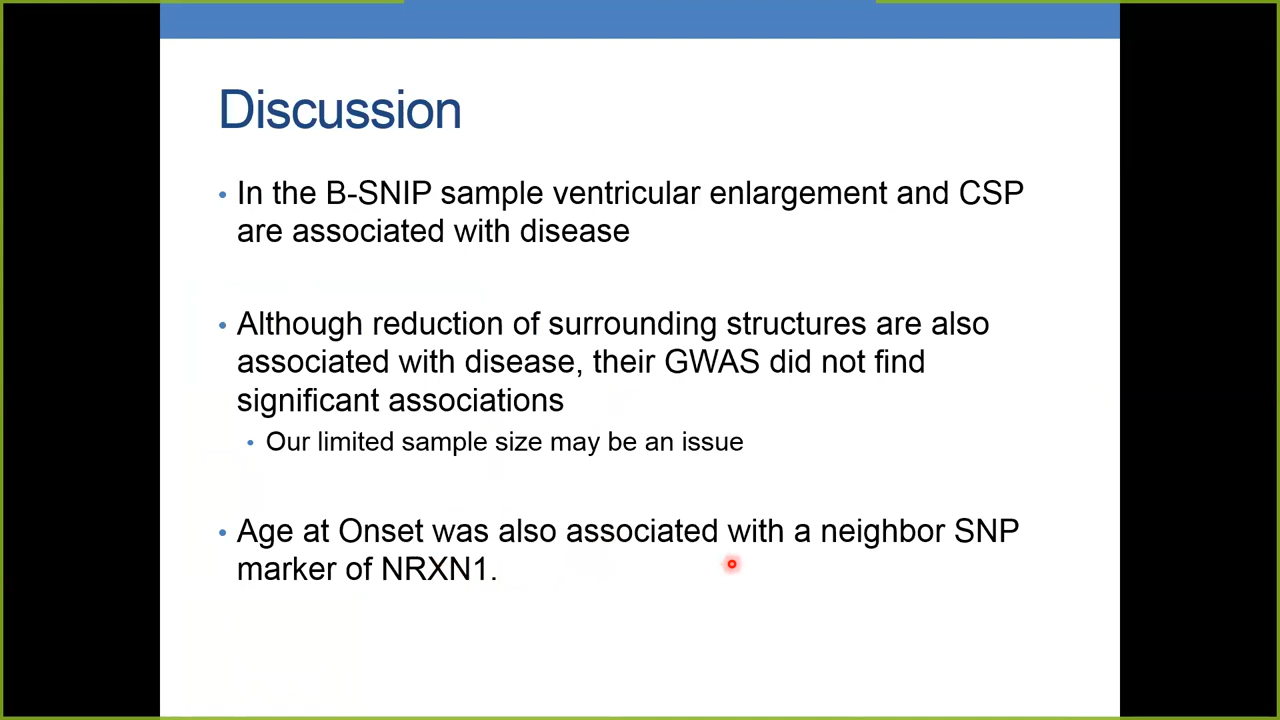 Discussion
• In the B-SNIP sample ventricular enlargement and CSP
are associated with disease
• Although reduction of surrounding structures are also
associated with disease, their GWAS did not find
significant associations
• Our limited sample size may be an issue
• Age at Onset was also associated with a neighbor SNP
marker of NRXN1.